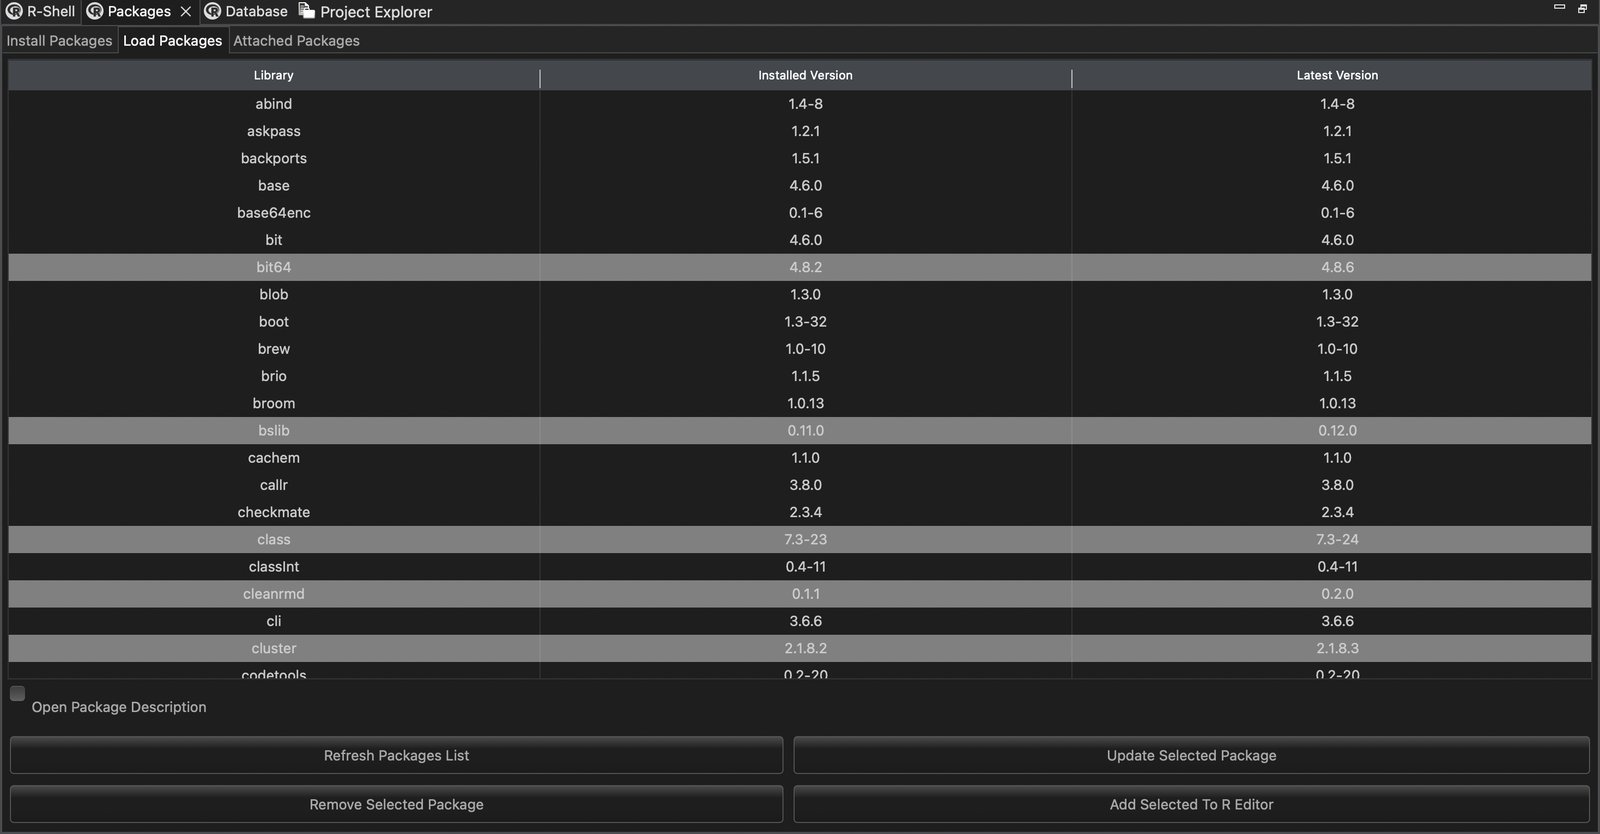 R-Shell Packages Database Project Explorer
Install Packages Load Packages Attached Packages
Library Installed Version Latest Version
abind 1.4-8 1.4-8
askpass 1.2.1 1.2.1
backports 1.5.1 1.5.1
base 4.6.0 4.6.0
base64enc 0.1-6 0.1-6
bit 4.6.0 4.6.0
bit64 4.8.2 4.8.6
blob 1.3.0 1.3.0
boot 1.3-32 1.3-32
brew 1.0-10 1.0-10
brio 1.1.5 1.1.5
broom 1.0.13 1.0.13
bslib 0.11.0 0.12.0
cachem 1.1.0 1.1.0
callr 3.8.0 3.8.0
checkmate 2.3.4 2.3.4
class 7.3-23 7.3-24
classInt 0.4-11 0.4-11
cleanrmd 0.1.1 0.2.0
cli 3.6.6 3.6.6
cluster 2.1.8.2 2.1.8.3
codetools 0.2-20 0.2-20
Open Package Description
Refresh Packages List Update Selected Package
Remove Selected Package Add Selected To R Editor